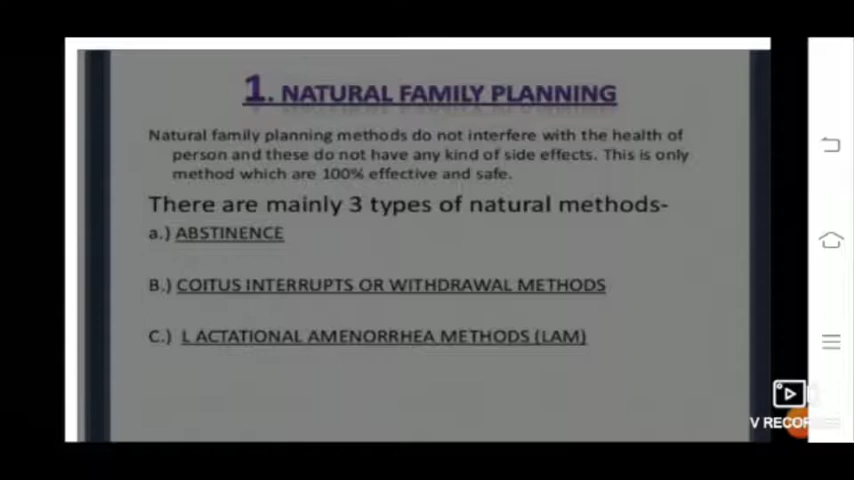 1. NATURAL FAMILY PLANNING
Natural family planning methods do not interfere with the health of
person and these do not have any kind of side effects. This is only
method which are 100% effective and safe.
There are mainly 3 types of natural methods-
a.) ABSTINENCE
B.) COITUS INTERRUPTS OR WITHDRAWAL METHODS
C.) L ACTATIONAL AMENORRHEA METHODS (LAM)